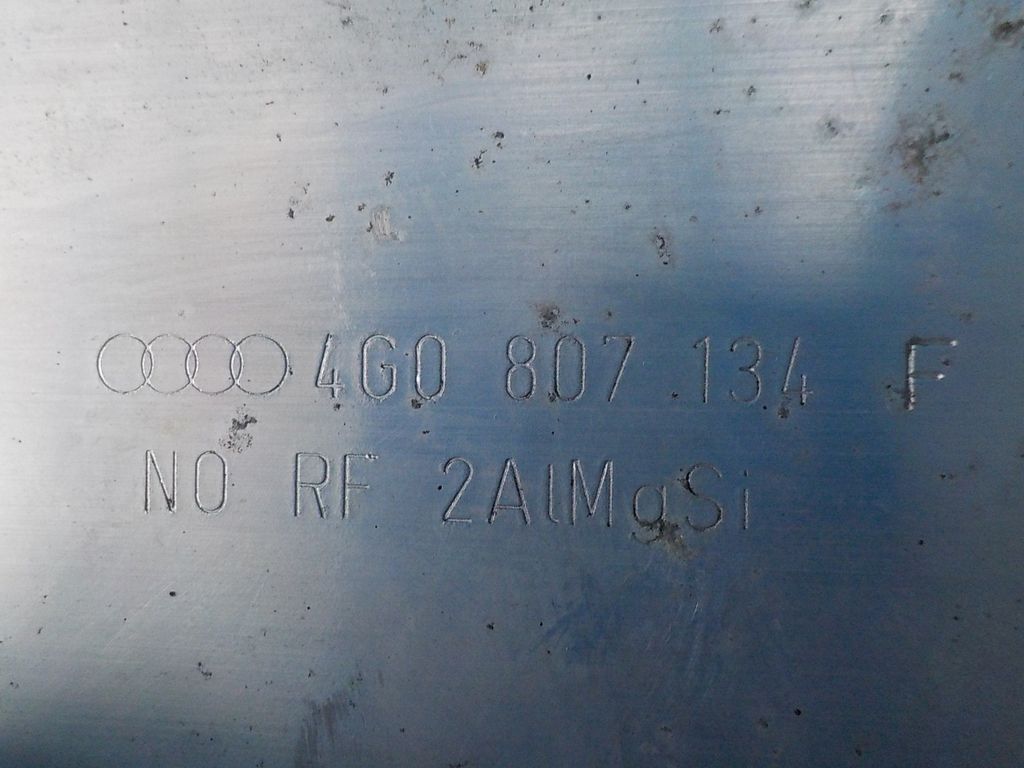 4G0 807 134 F
NO RF 2AlMgSi